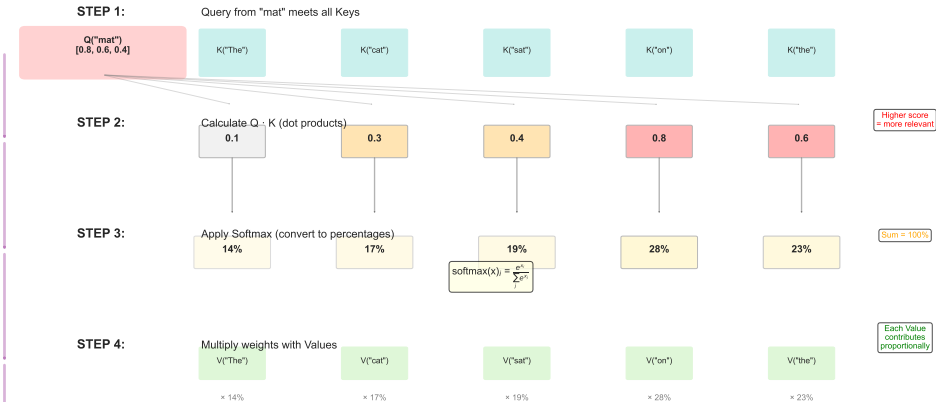 STEP 1:
Query from "mat" meets all Keys
Q("mat")
[0.8, 0.6, 0.4]
K("The")
K("cat")
K("sat")
K("on")
K("the")
STEP 2:
Calculate Q · K (dot products)
0.1
0.3
0.4
0.8
0.6
Higher score
= more relevant
STEP 3:
Apply Softmax (convert to percentages)
14%
17%
19%
28%
23%
Sum = 100%
softmax(x)ᵢ = e^{xᵢ} / ∑ⱼ e^{xⱼ}
STEP 4:
Multiply weights with Values
V("The")
V("cat")
V("sat")
V("on")
V("the")
Each Value
contributes
proportionally
× 14%
× 17%
× 19%
× 28%
× 23%